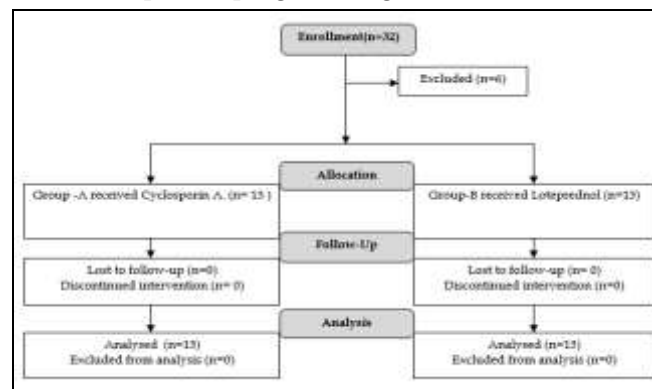 Enrollment(n=32)
Excluded (n=6)
Allocation
Group -A received Cyclosporin A. (n= 13 )
Group-B received Loteprednol (n=13)
Follow-Up
Lost to follow-up (n=0)
Discontinued intervention (n= 0)
Lost to follow-up (n= 0)
Discontinued intervention (n=0)
Analysis
Analysed (n=13)
Excluded from analysis (n=0)
Analysed (n=13)
Excluded from analysis (n=0)